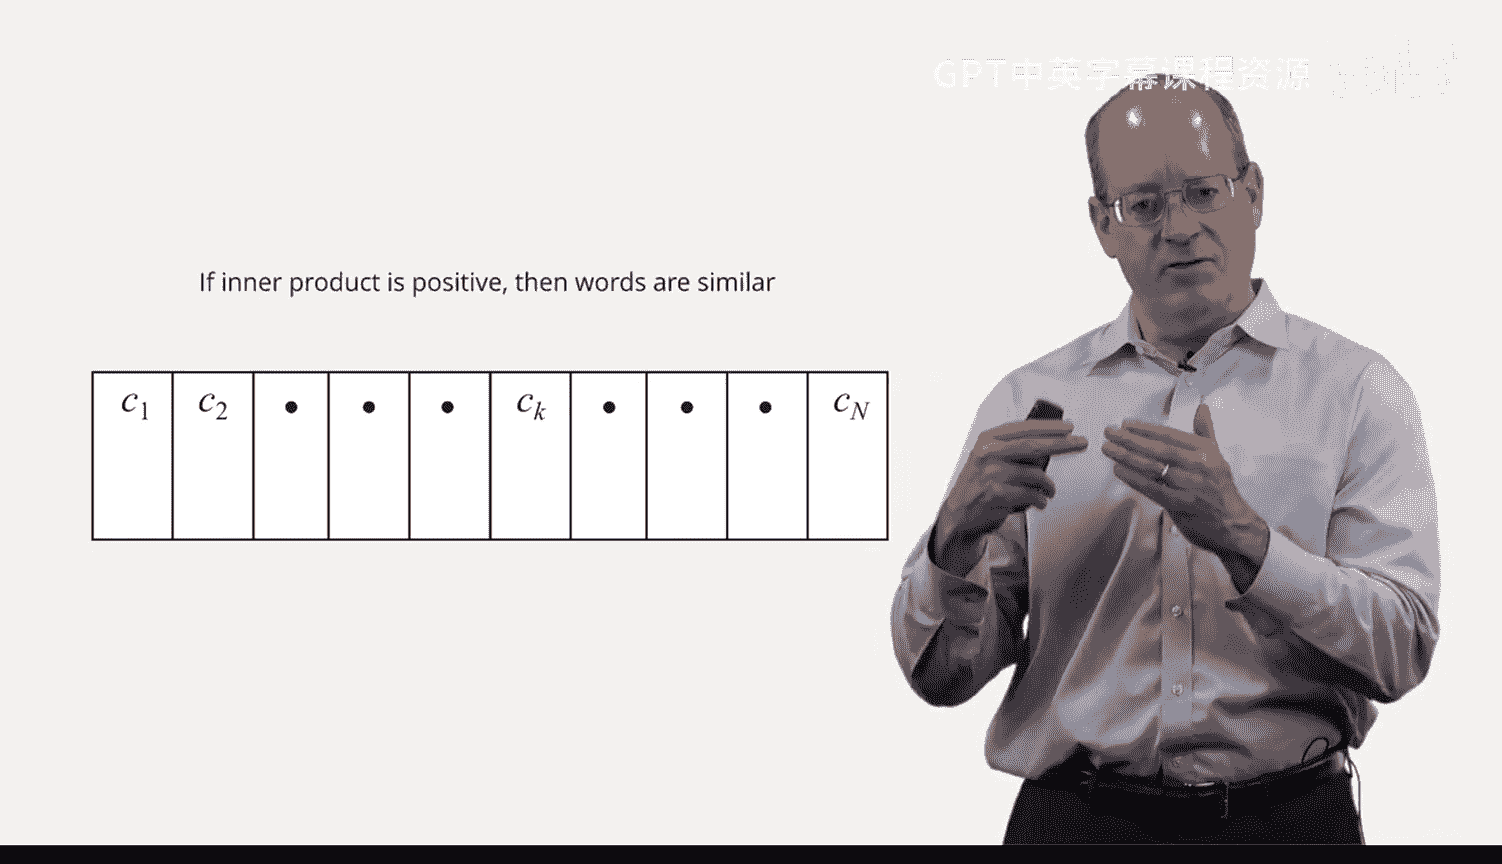 GPT中英字幕课程资源
If inner product is positive, then words are similar
c₁ c₂ • • • cₖ • • • c_N